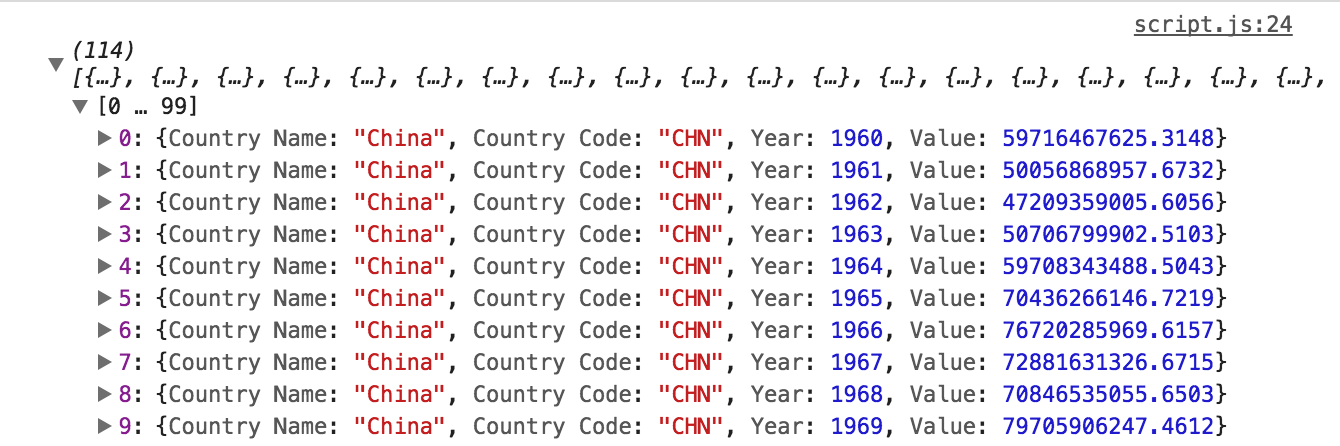 script.js:24
(114)
[{…}, {…}, {…}, {…}, {…}, {…}, {…}, {…}, {…}, {…}, {…}, {…}, {…}, {…}, {…}, {…}, {…}, {…}, {…},
[0 … 99]
0: {Country Name: "China", Country Code: "CHN", Year: 1960, Value: 59716467625.3148}
1: {Country Name: "China", Country Code: "CHN", Year: 1961, Value: 50056868957.6732}
2: {Country Name: "China", Country Code: "CHN", Year: 1962, Value: 47209359005.6056}
3: {Country Name: "China", Country Code: "CHN", Year: 1963, Value: 50706799902.5103}
4: {Country Name: "China", Country Code: "CHN", Year: 1964, Value: 59708343488.5043}
5: {Country Name: "China", Country Code: "CHN", Year: 1965, Value: 70436266146.7219}
6: {Country Name: "China", Country Code: "CHN", Year: 1966, Value: 76720285969.6157}
7: {Country Name: "China", Country Code: "CHN", Year: 1967, Value: 72881631326.6715}
8: {Country Name: "China", Country Code: "CHN", Year: 1968, Value: 70846535055.6503}
9: {Country Name: "China", Country Code: "CHN", Year: 1969, Value: 79705906247.4612}